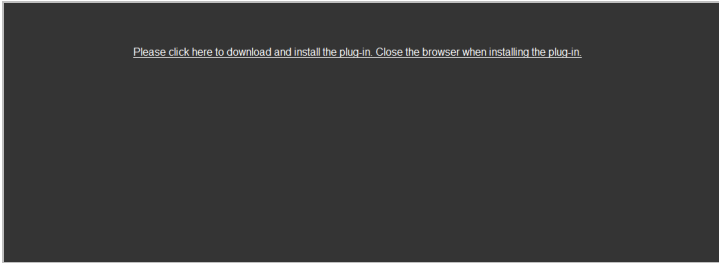 Please click here to download and install the plug-in. Close the browser when installing the plug-in.